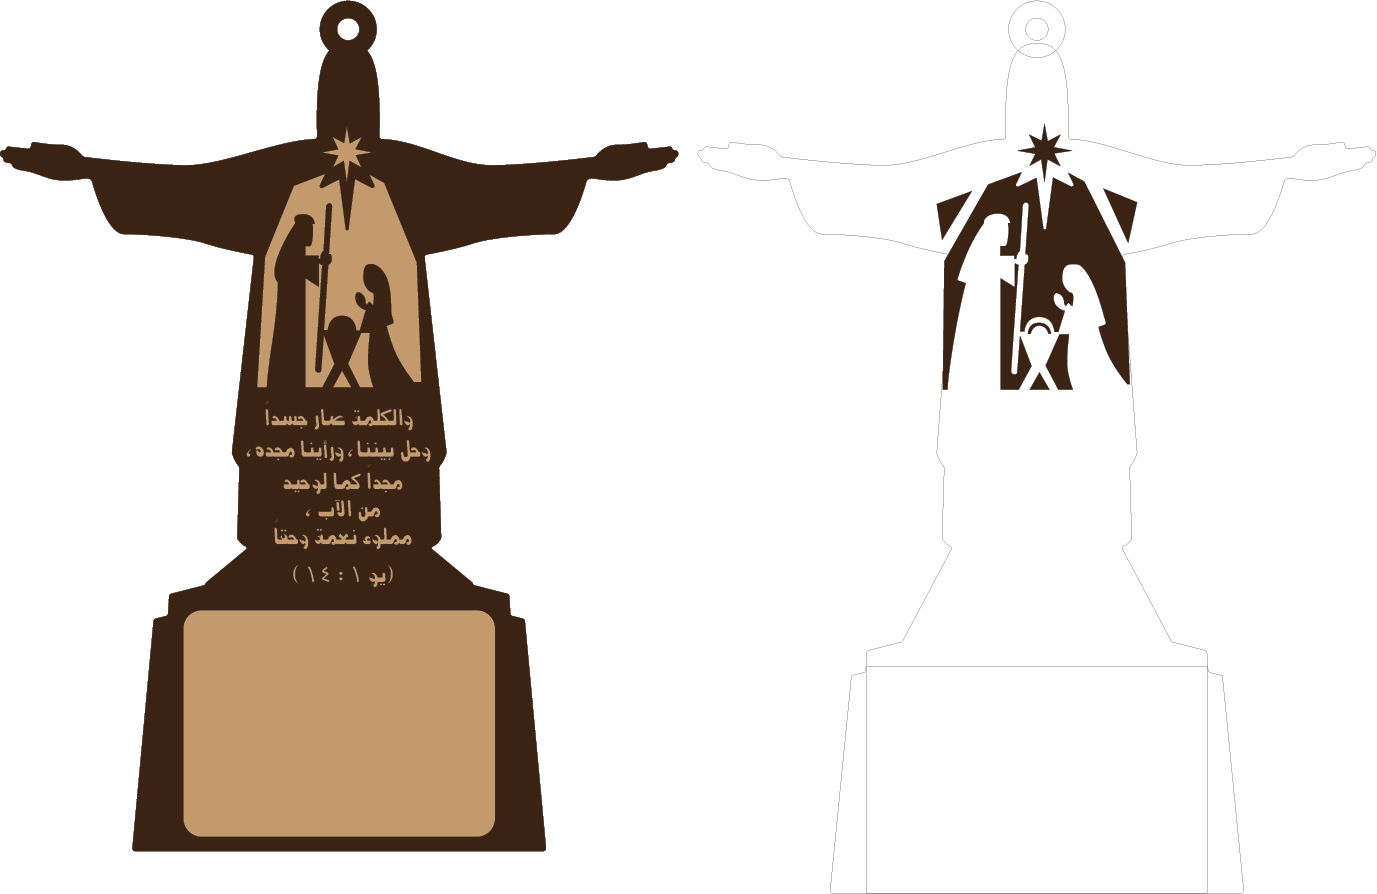 والكلمة صار جسداً
وحل بيننا ، ورأينا مجده ،
مجداً كما لوحيد
من الآب ،
مملوء نعمة وحقاً
(يو ١ : ١٤ )